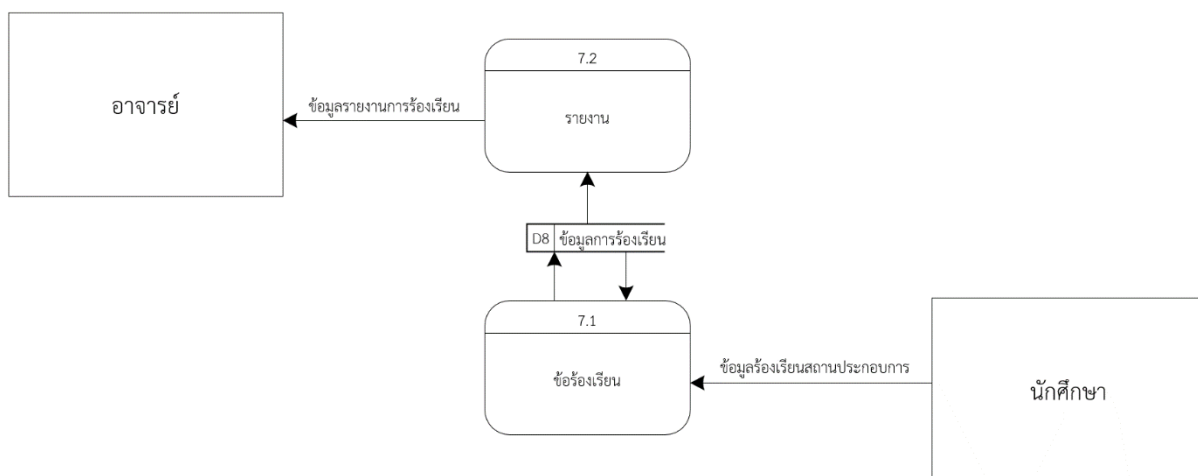 7.2
อาจารย์
ข้อมูลรายงานการร้องเรียน
รายงาน
D8 ข้อมูลการร้องเรียน
7.1
ข้อร้องเรียน
ข้อมูลร้องเรียนสถานประกอบการ
นักศึกษา